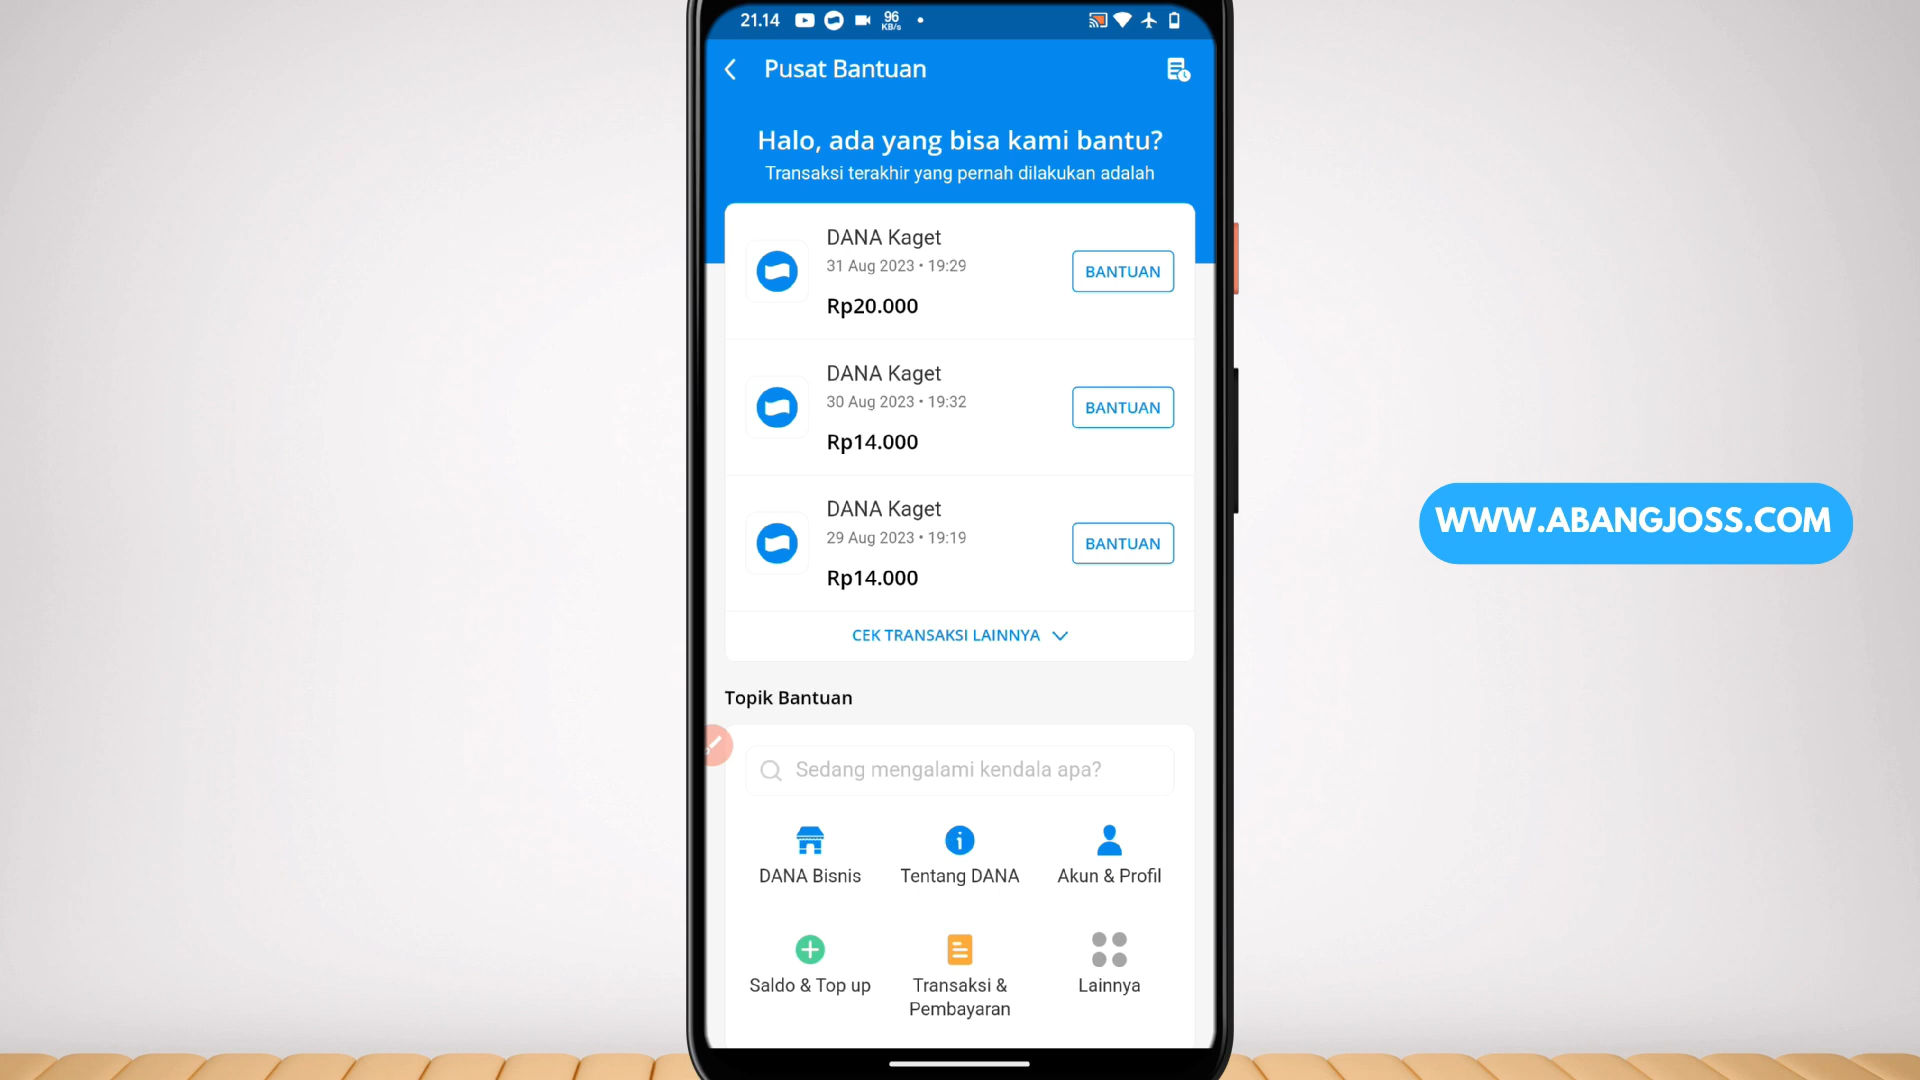 21.14
96
KB/s
Pusat Bantuan
Halo, ada yang bisa kami bantu?
Transaksi terakhir yang pernah dilakukan adalah
DANA Kaget
31 Aug 2023 • 19:29
Rp20.000
BANTUAN
DANA Kaget
30 Aug 2023 • 19:32
Rp14.000
BANTUAN
DANA Kaget
29 Aug 2023 • 19:19
Rp14.000
BANTUAN
CEK TRANSAKSI LAINNYA
Topik Bantuan
Sedang mengalami kendala apa?
DANA Bisnis
Tentang DANA
Akun & Profil
Saldo & Top up
Transaksi &
Pembayaran
Lainnya
WWW.ABANGJOSS.COM